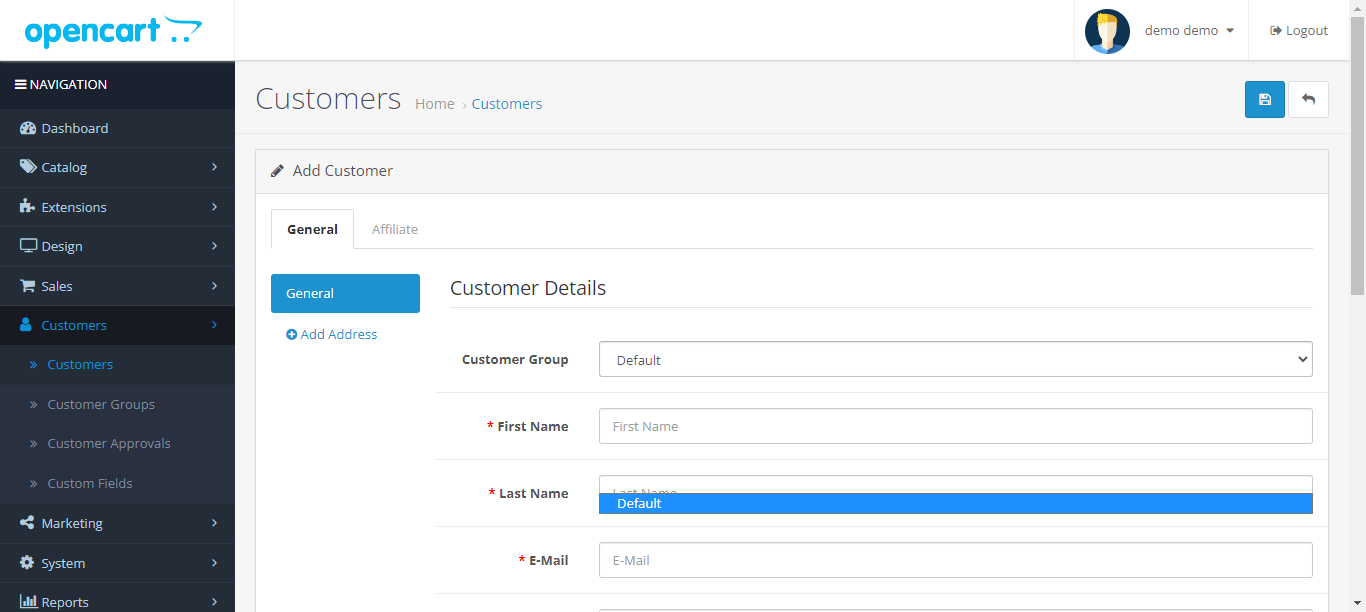 opencart
demo demo
Logout
NAVIGATION
Dashboard
Catalog
Extensions
Design
Sales
Customers
Customers
Customer Groups
Customer Approvals
Custom Fields
Marketing
System
Reports
Customers
Home › Customers
Add Customer
General
Affiliate
General
Add Address
Customer Details
Customer Group
Default
* First Name
First Name
* Last Name
Last Name
Default
* E-Mail
E-Mail